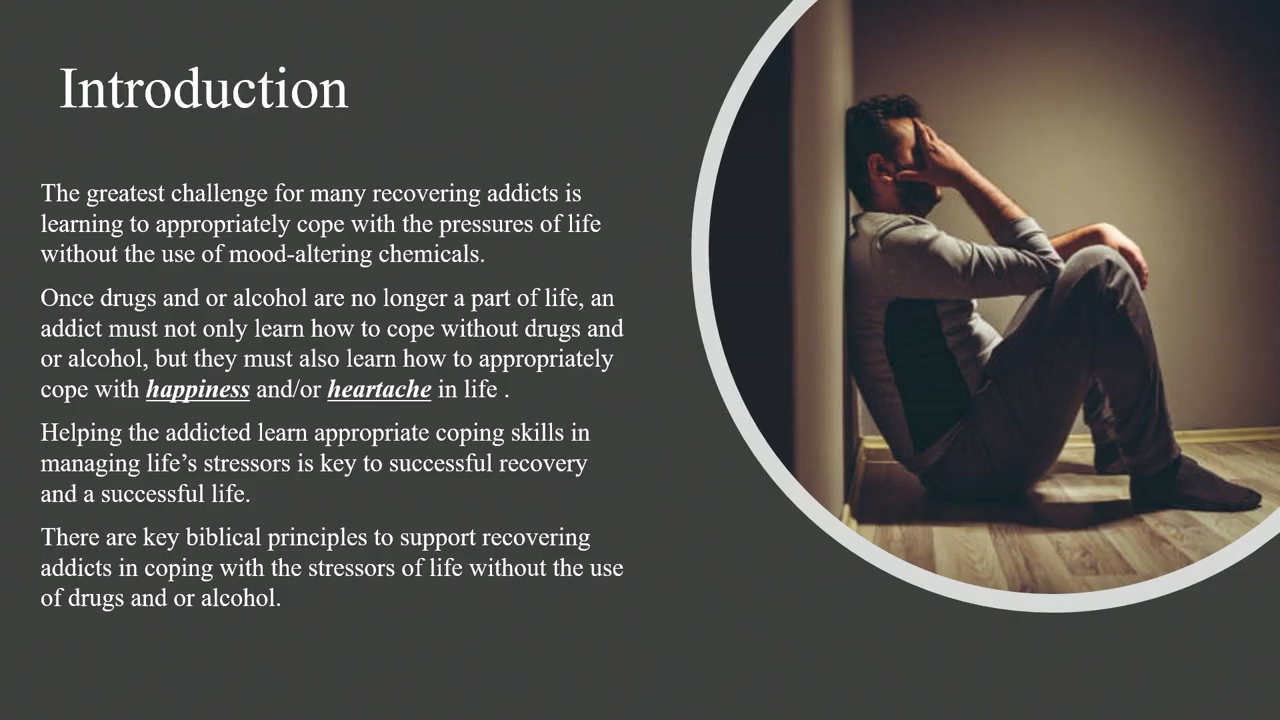 Introduction
The greatest challenge for many recovering addicts is
learning to appropriately cope with the pressures of life
without the use of mood-altering chemicals.
Once drugs and or alcohol are no longer a part of life, an
addict must not only learn how to cope without drugs and
or alcohol, but they must also learn how to appropriately
cope with happiness and/or heartache in life .
Helping the addicted learn appropriate coping skills in
managing life’s stressors is key to successful recovery
and a successful life.
There are key biblical principles to support recovering
addicts in coping with the stressors of life without the use
of drugs and or alcohol.